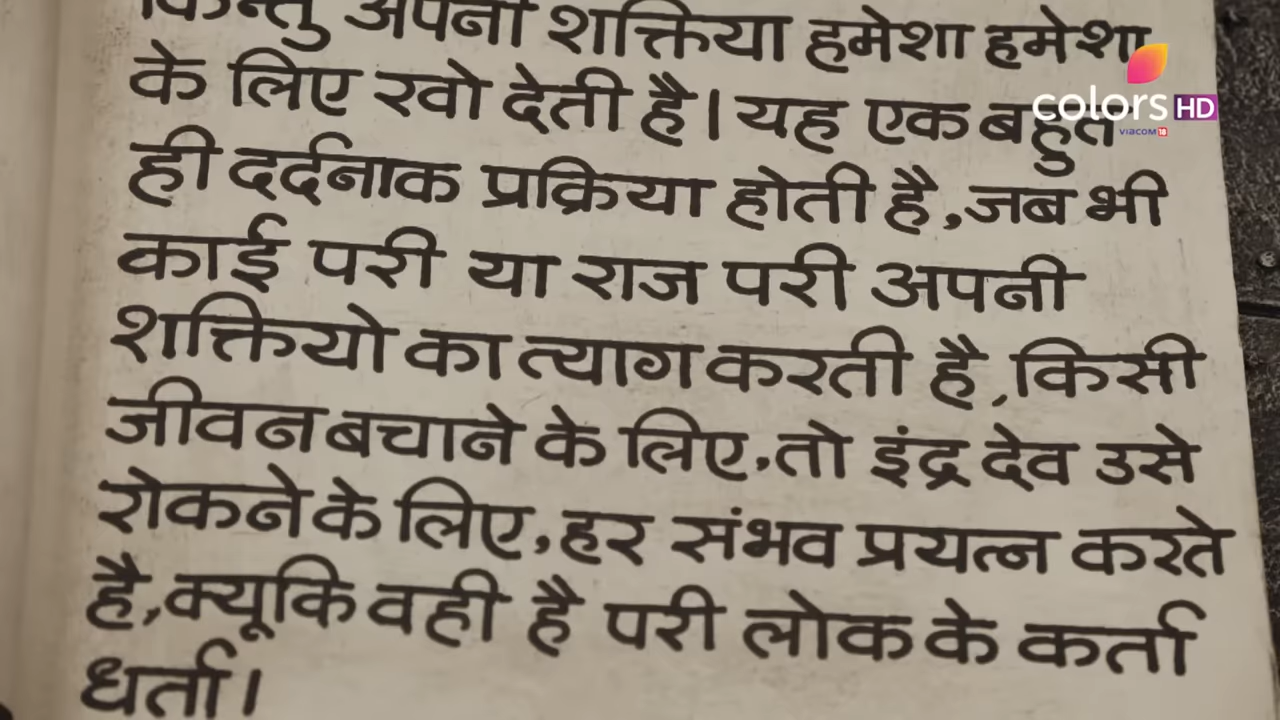 किन्तु अपनी शक्तिया हमेशा हमेशा
के लिए खो देती है। यह एक बहुत
ही दर्दनाक प्रक्रिया होती है,जब भी
काई परी या राज परी अपनी
शक्तियो का त्याग करती है,किसी
जीवन बचाने के लिए,तो इंद्र देव उसे
रोकने के लिए,हर संभव प्रयत्न करते
है,क्यूकि वही है परी लोक के कर्ता
धर्ता।
colors HD
VIACOM18